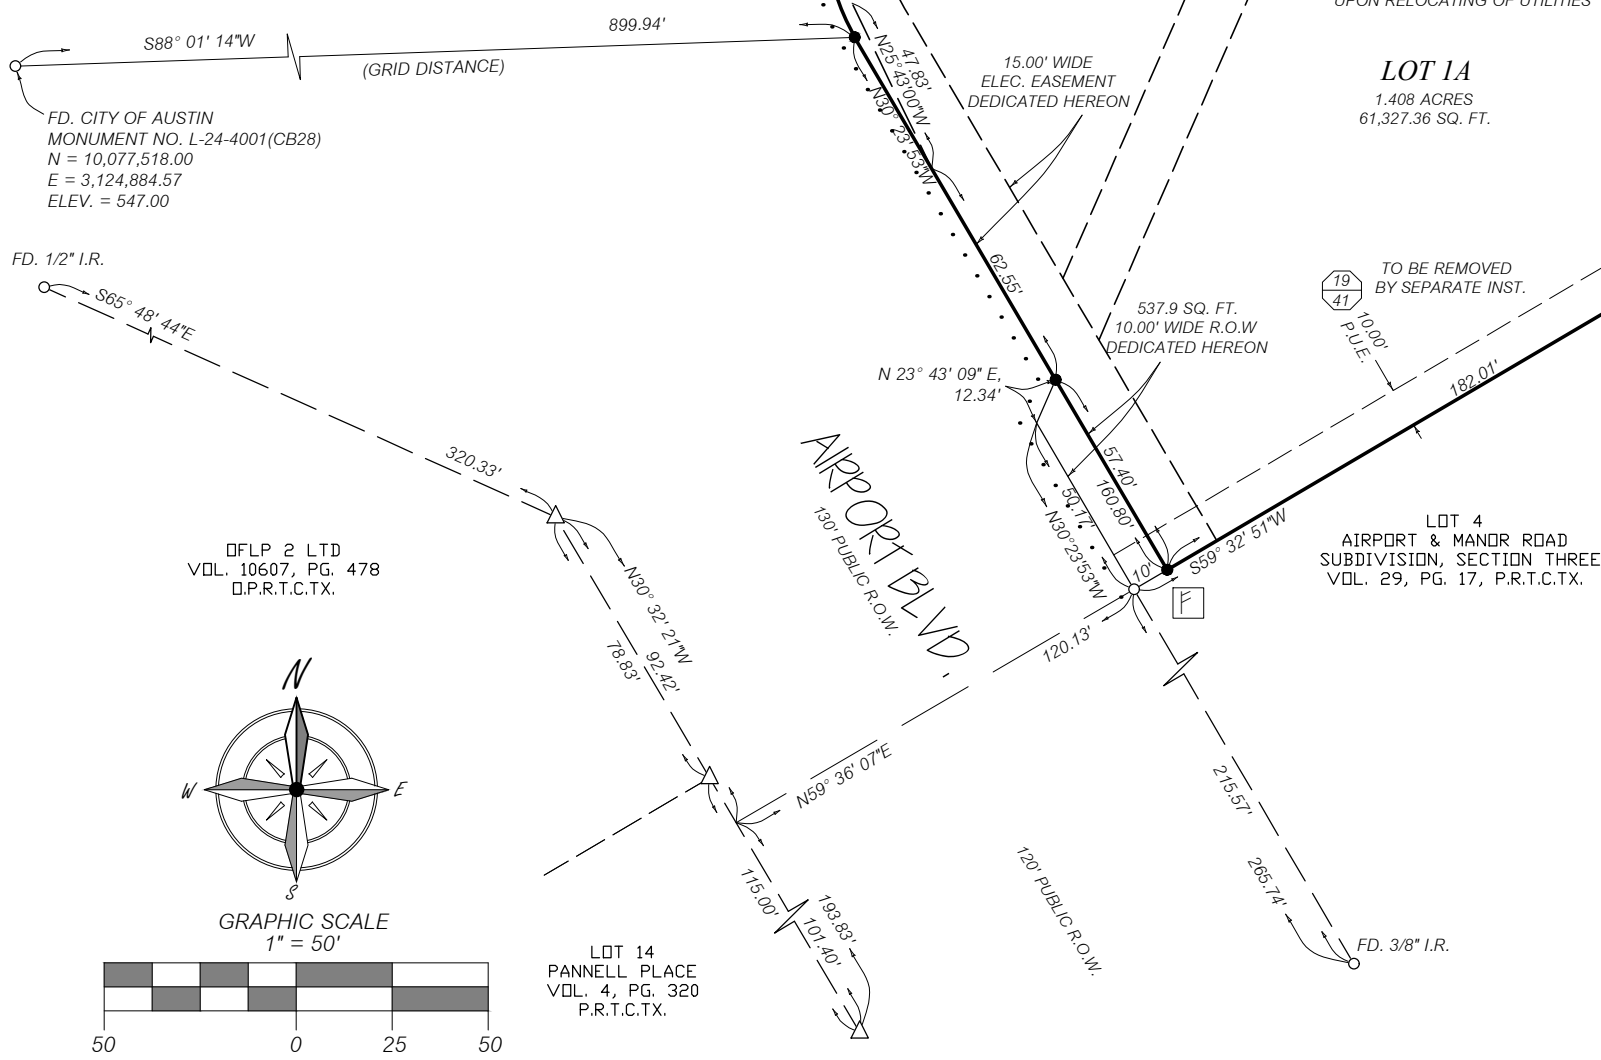 UPON RELOCATING OF UTILITIES
899.94'
S88° 01' 14"W
(GRID DISTANCE)
FD. CITY OF AUSTIN
MONUMENT NO. L-24-4001(CB28)
N = 10,077,518.00
E = 3,124,884.57
ELEV. = 547.00
47.83'
N25°43'00"W
N30° 23' 53"W
15.00' WIDE
ELEC. EASEMENT
DEDICATED HEREON
LOT 1A
1.408 ACRES
61,327.36 SQ. FT.
FD. 1/2" I.R.
S65° 48' 44"E
62.55'
19
41
TO BE REMOVED
BY SEPARATE INST.
10.00'
P.U.E.
537.9 SQ. FT.
10.00' WIDE R.O.W
DEDICATED HEREON
N 23° 43' 09" E,
12.34'
182.01'
320.33'
AIRPORT BLVD.
130' PUBLIC R.O.W.
57.40'
160.80'
50.17'
N30°23'53"W
10'
S59° 32' 51"W
F
LOT 4
AIRPORT & MANOR ROAD
SUBDIVISION, SECTION THREE
VOL. 29, PG. 17, P.R.T.C.TX.
OFLP 2 LTD
VOL. 10607, PG. 478
O.P.R.T.C.TX.
N30° 32' 21"W
92.42'
78.83'
120.13'
N59° 36' 07"E
N
W
E
S
215.57'
265.74'
120' PUBLIC R.O.W.
115.00'
193.83'
101.40'
FD. 3/8" I.R.
GRAPHIC SCALE
1" = 50'
50 0 25 50
LOT 14
PANNELL PLACE
VOL. 4, PG. 320
P.R.T.C.TX.